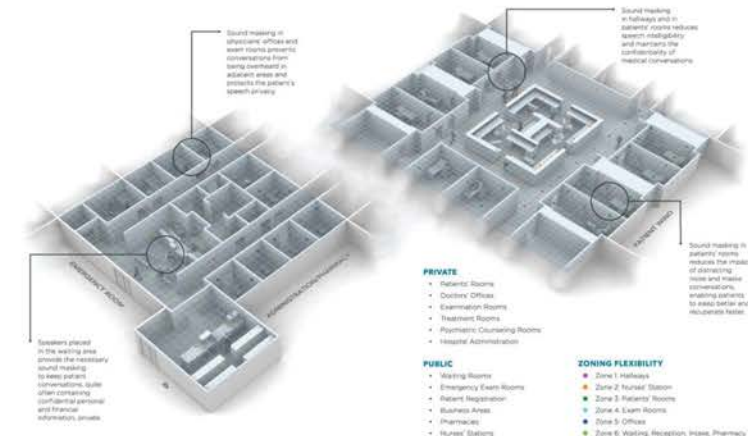 Sound masking in
physicians' offices and
exam rooms prevents
conversations from
being overheard in
adjacent areas and
protects the patient's
speech privacy.
Sound masking
in hallways and in
patients' rooms reduces
speech intelligibility
and maintains the
confidentiality of
medical conversations.
EMERGENCY ROOM
ADMINISTRATION/PHARMACY
PATIENT WING
Speakers placed
in the waiting area
provide the necessary
sound masking
to keep patient
conversations, quite
often containing
confidential personal
and financial
information, private.
Sound masking in
patients' rooms
reduces the impact
of distracting
noise and masks
conversations,
enabling patients
to sleep better and
recuperate faster.
PRIVATE
• Patients' Rooms
• Doctors' Offices
• Examination Rooms
• Treatment Rooms
• Psychiatric Counseling Rooms
• Hospital Administration
PUBLIC
• Waiting Rooms
• Emergency Exam Rooms
• Patient Registration
• Business Areas
• Pharmacies
• Nurses' Stations
ZONING FLEXIBILITY
Zone 1: Hallways
Zone 2: Nurses' Station
Zone 3: Patients' Rooms
Zone 4: Exam Rooms
Zone 5: Offices
Zone 6: Waiting, Reception, Intake, Pharmacy